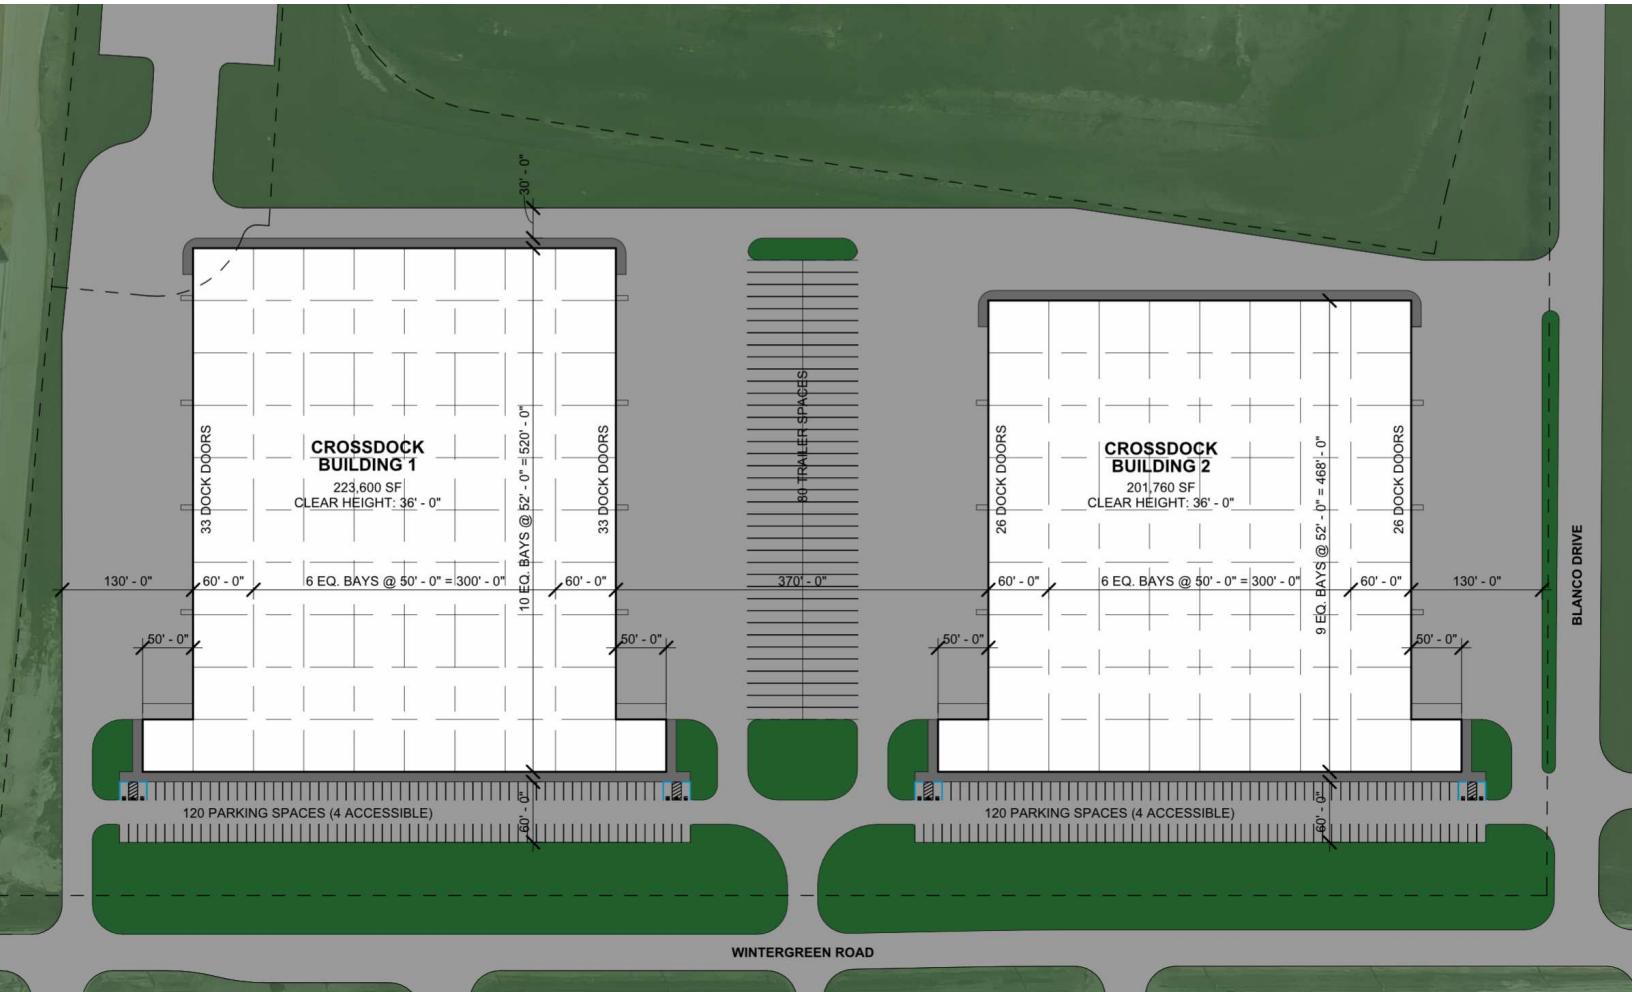 30' - 0"
CROSSDOCK
BUILDING 1
223,600 SF
CLEAR HEIGHT: 36' - 0"
33 DOCK DOORS
33 DOCK DOORS
10 EQ. BAYS @ 52' - 0" = 520' - 0"
80 TRAILER SPACES
CROSSDOCK
BUILDING 2
201,760 SF
CLEAR HEIGHT: 36' - 0"
26 DOCK DOORS
26 DOCK DOORS
9 EQ. BAYS @ 52' - 0" = 468' - 0"
BLANCO DRIVE
130' - 0"
60' - 0"
6 EQ. BAYS @ 50' - 0" = 300' - 0"
60' - 0"
370' - 0"
60' - 0"
6 EQ. BAYS @ 50' - 0" = 300' - 0"
60' - 0"
130' - 0"
50' - 0"
50' - 0"
50' - 0"
50' - 0"
120 PARKING SPACES (4 ACCESSIBLE)
60' - 0"
120 PARKING SPACES (4 ACCESSIBLE)
60' - 0"
WINTERGREEN ROAD